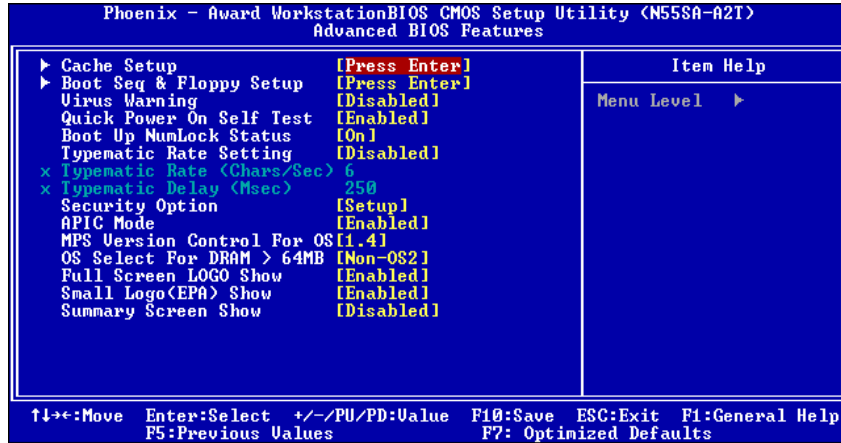 Phoenix - Award WorkstationBIOS CMOS Setup Utility (N55SA-A2T)
Advanced BIOS Features
▶ Cache Setup [Press Enter]
▶ Boot Seq & Floppy Setup [Press Enter]
Virus Warning [Disabled]
Quick Power On Self Test [Enabled]
Boot Up NumLock Status [On]
Typematic Rate Setting [Disabled]
x Typematic Rate (Chars/Sec) 6
x Typematic Delay (Msec) 250
Security Option [Setup]
APIC Mode [Enabled]
MPS Version Control For OS[1.4]
OS Select For DRAM > 64MB [Non-OS2]
Full Screen LOGO Show [Enabled]
Small Logo(EPA) Show [Enabled]
Summary Screen Show [Disabled]
Item Help
Menu Level ▶
↑↓→←:Move Enter:Select +/-/PU/PD:Value F10:Save ESC:Exit F1:General Help
F5:Previous Values F7: Optimized Defaults